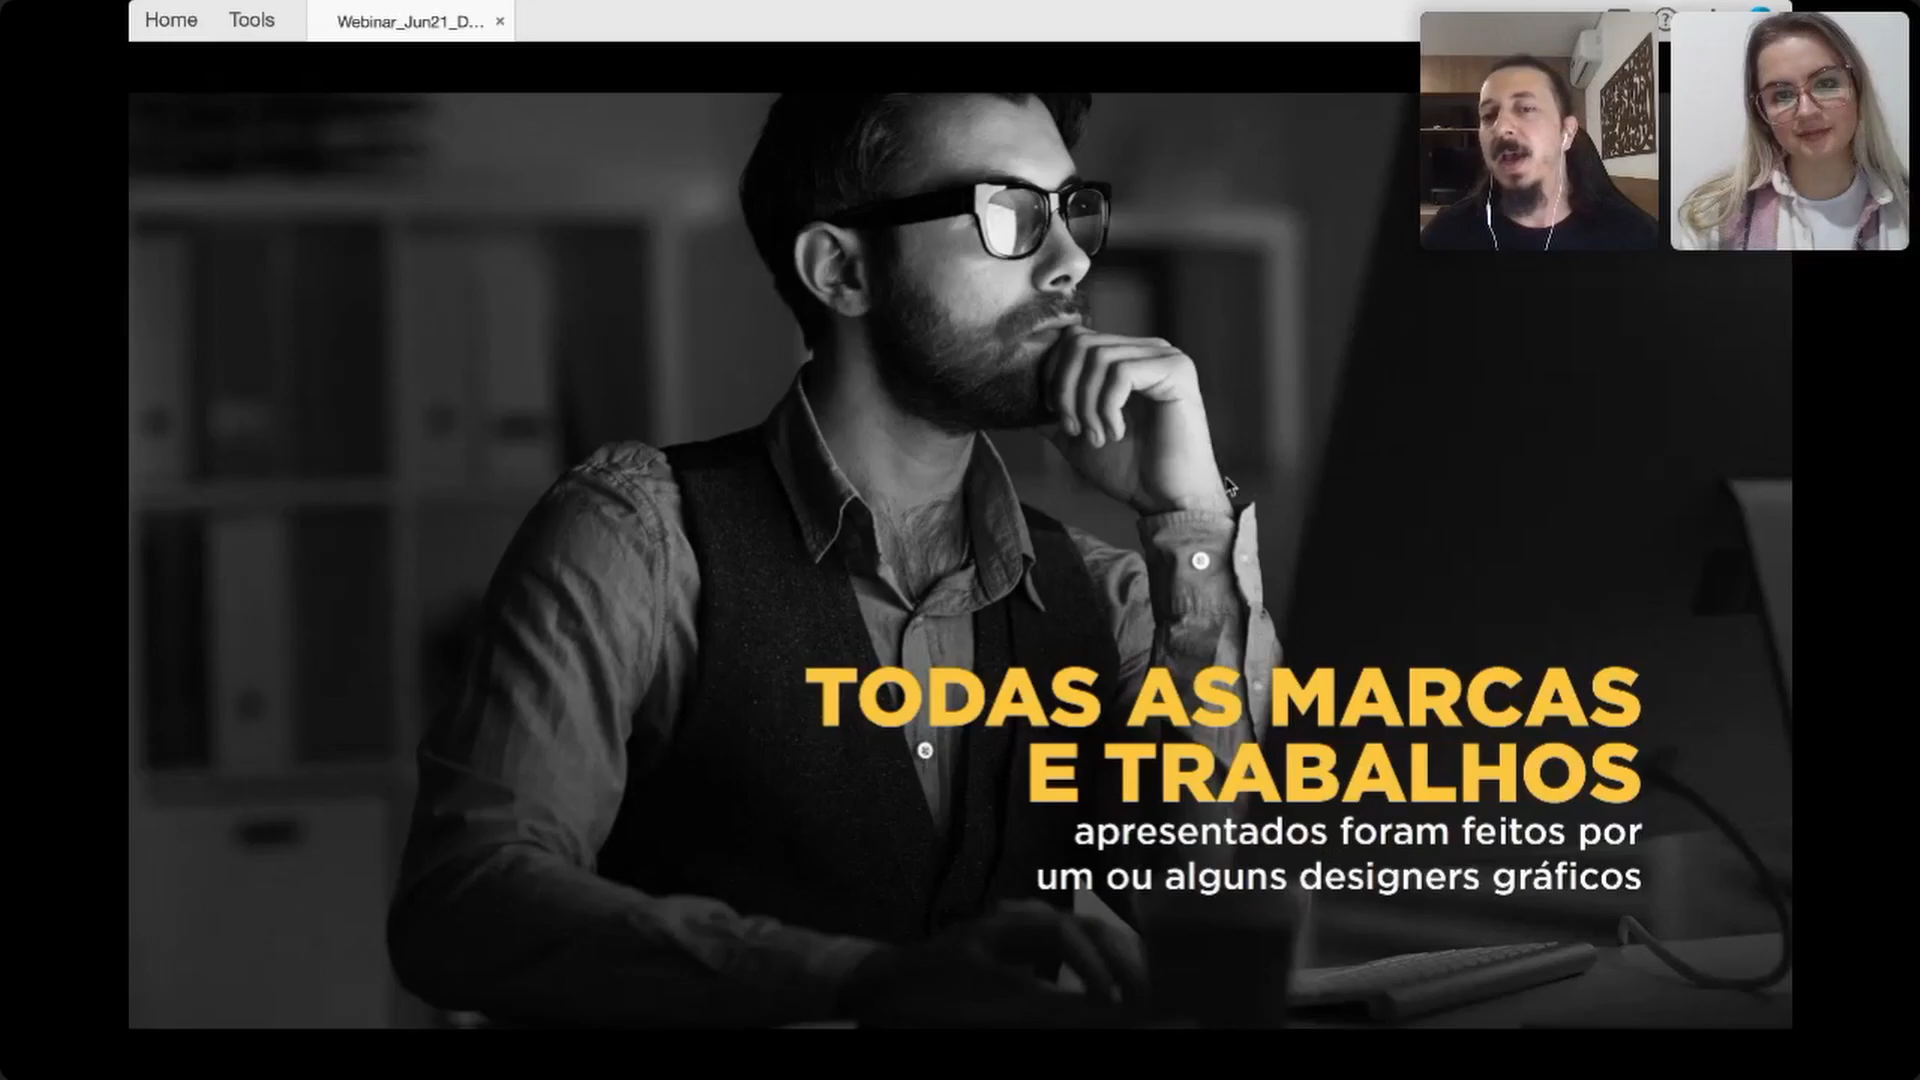 Home
Tools
Webinar_Jun21_D...
TODAS AS MARCAS
E TRABALHOS
apresentados foram feitos por
um ou alguns designers gráficos